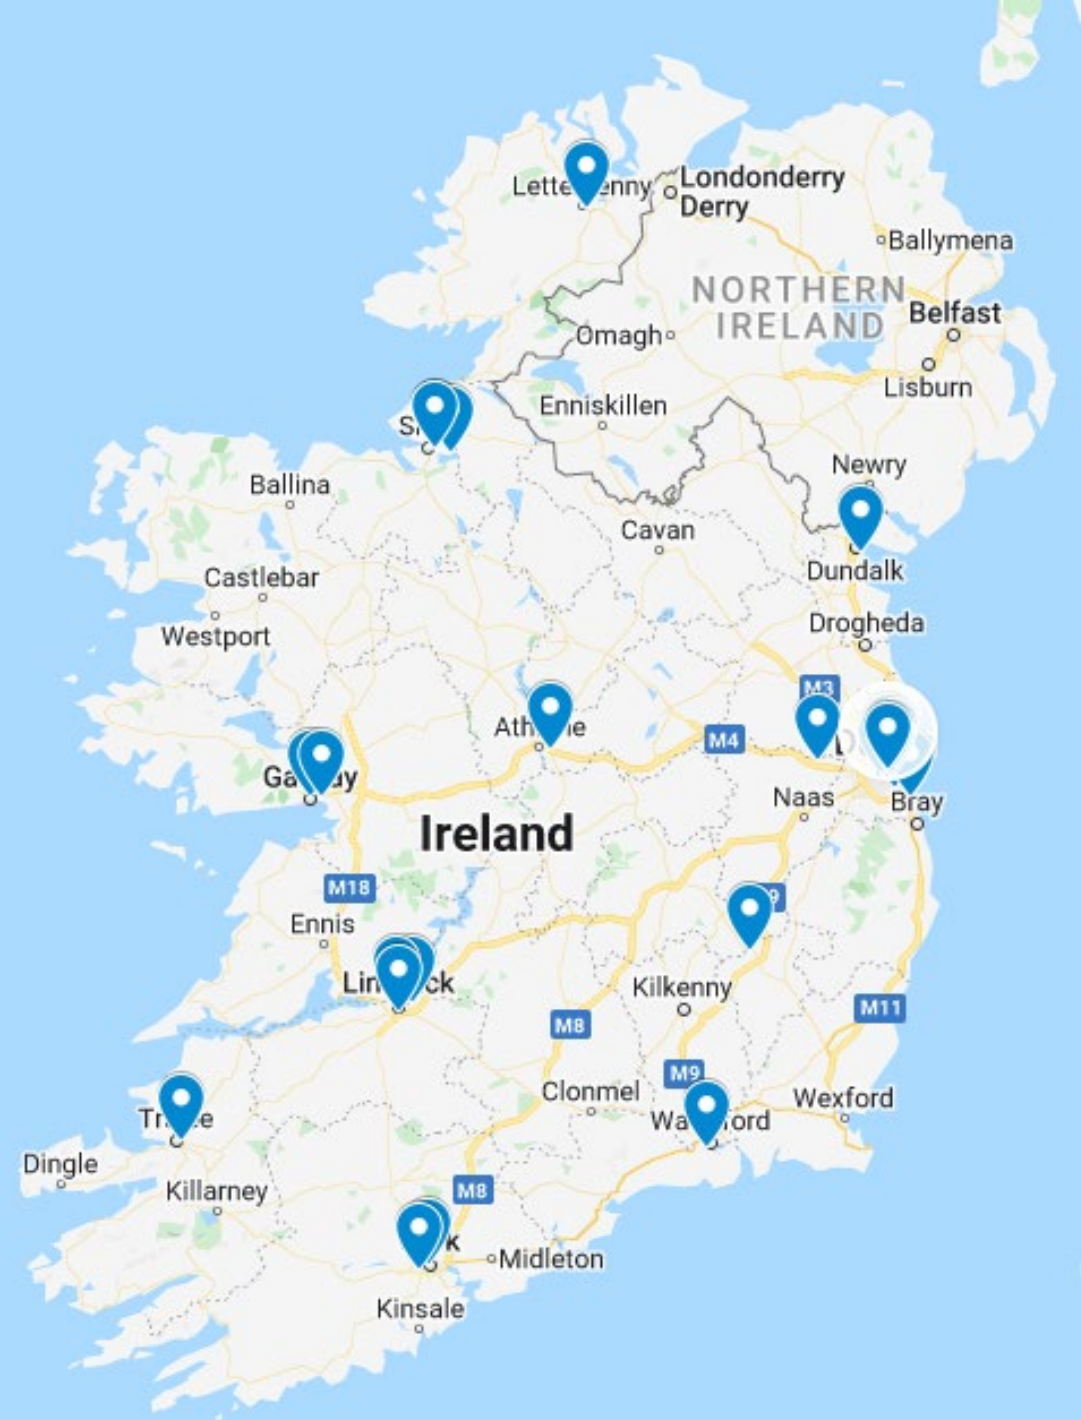 Londonderry
Derry
Ballymena
NORTHERN
IRELAND
Belfast
Omagh
Lisburn
Enniskillen
Newry
Ballina
Cavan
Castlebar
Dundalk
Westport
Drogheda
M3
M4
Naas
Bray
Ireland
M18
Ennis
Kilkenny
M11
M8
M9
Clonmel
Wexford
Dingle
Killarney
M8
Midleton
Kinsale